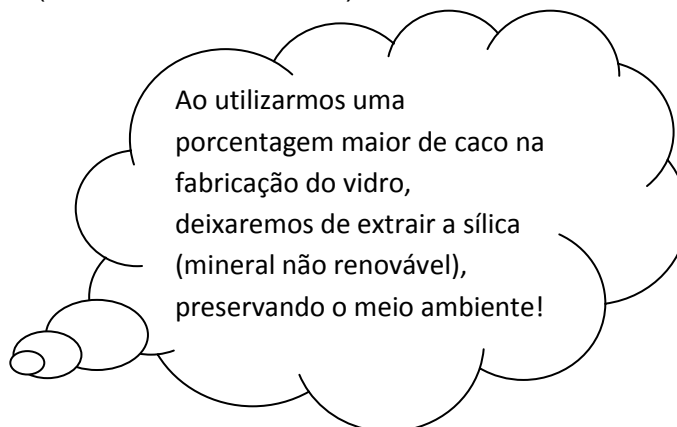 Ao utilizarmos uma
porcentagem maior de caco na
fabricação do vidro,
deixaremos de extrair a sílica
(mineral não renovável),
preservando o meio ambiente!